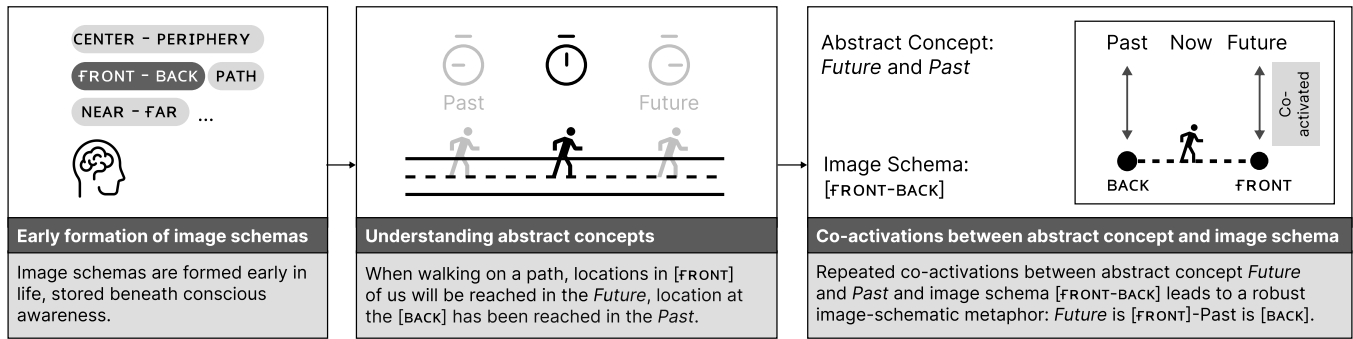 CENTER - PERIPHERY
FRONT - BACK PATH
NEAR - FAR ...
Early formation of image schemas
Image schemas are formed early in
life, stored beneath conscious
awareness.
Past Future
Understanding abstract concepts
When walking on a path, locations in [FRONT]
of us will be reached in the Future, location at
the [BACK] has been reached in the Past.
Abstract Concept:
Future and Past
Image Schema:
[FRONT-BACK]
Past Now Future
Co-
activated
BACK FRONT
Co-activations between abstract concept and image schema
Repeated co-activations between abstract concept Future
and Past and image schema [FRONT-BACK] leads to a robust
image-schematic metaphor: Future is [FRONT]-Past is [BACK].